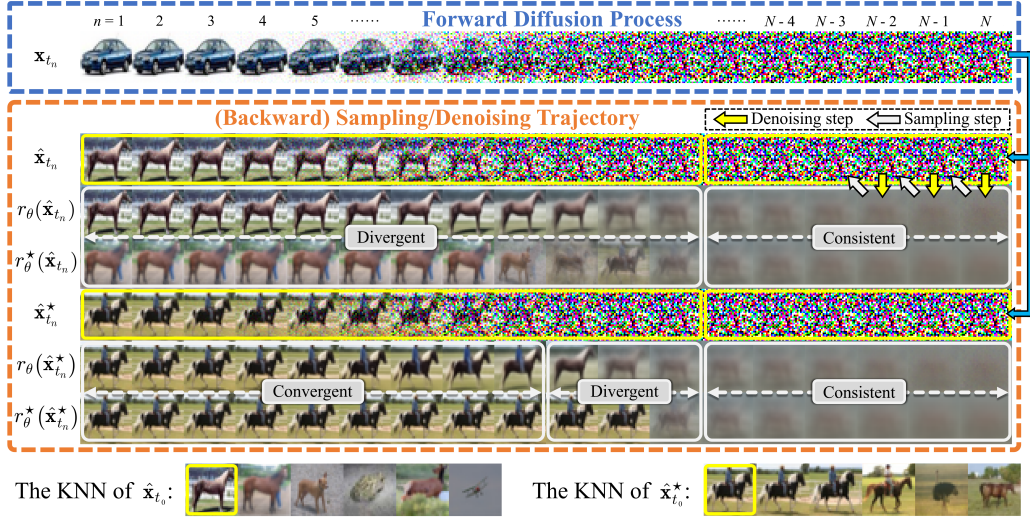 n = 1 2 3 4 5 ⋯⋯ Forward Diffusion Process ⋯⋯ N - 4 N - 3 N - 2 N - 1 N
𝐱_{t_n}
(Backward) Sampling/Denoising Trajectory
Denoising step Sampling step
𝐱̂_{t_n}
r_θ(𝐱̂_{t_n})
Divergent Consistent
r_θ^★(𝐱̂_{t_n})
𝐱̂_{t_n}^★
r_θ(𝐱̂_{t_n}^★)
Convergent Divergent Consistent
r_θ^★(𝐱̂_{t_n}^★)
The KNN of 𝐱̂_{t_0}: The KNN of 𝐱̂_{t_0}^★: